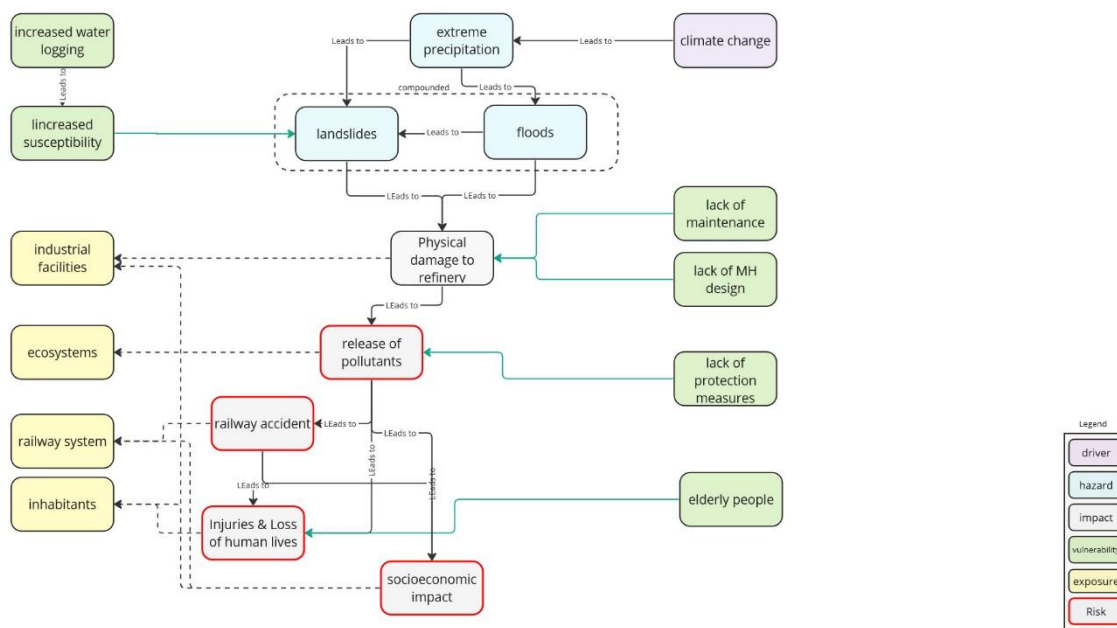 increased water
logging
extreme
precipitation
Leads to
Leads to
climate change
Leads to
Leads to
compounded
lincreased
susceptibility
landslides
Leads to
floods
LEads to
LEads to
lack of
maintenance
industrial
facilities
Physical
damage to
refinery
lack of MH
design
LEads to
ecosystems
release of
pollutants
lack of
protection
measures
railway system
railway accident
LEads to
LEads to
LEads to
inhabitants
LEads to
LEads to
elderly people
Injuries & Loss
of human lives
socioeconomic
impact
Legend
driver
hazard
impact
vulnerability
exposure
Risk